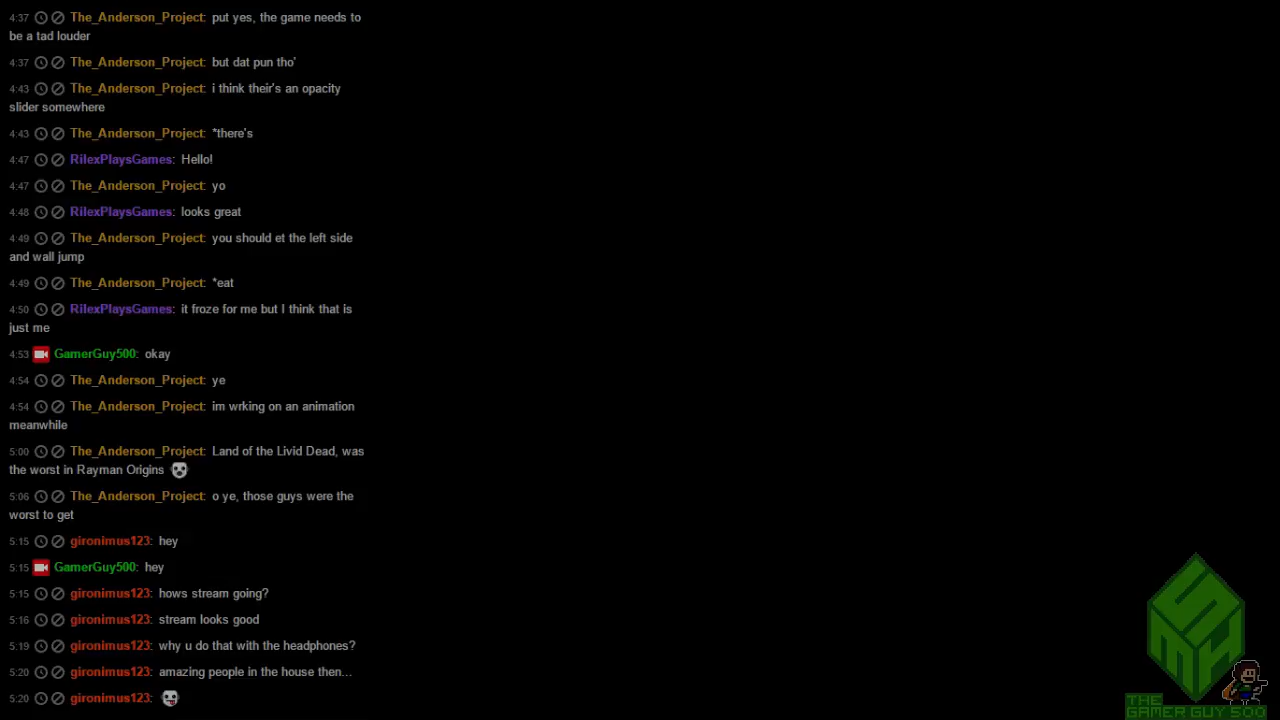 4:37 The_Anderson_Project: put yes, the game needs to
be a tad louder
4:37 The_Anderson_Project: but dat pun tho'
4:43 The_Anderson_Project: i think their's an opacity
slider somewhere
4:43 The_Anderson_Project: *there's
4:47 RilexPlaysGames: Hello!
4:47 The_Anderson_Project: yo
4:48 RilexPlaysGames: looks great
4:49 The_Anderson_Project: you should et the left side
and wall jump
4:49 The_Anderson_Project: *eat
4:50 RilexPlaysGames: it froze for me but I think that is
just me
4:53 GamerGuy500: okay
4:54 The_Anderson_Project: ye
4:54 The_Anderson_Project: im wrking on an animation
meanwhile
5:00 The_Anderson_Project: Land of the Livid Dead, was
the worst in Rayman Origins
5:06 The_Anderson_Project: o ye, those guys were the
worst to get
5:15 gironimus123: hey
5:15 GamerGuy500: hey
5:15 gironimus123: hows stream going?
5:16 gironimus123: stream looks good
5:19 gironimus123: why u do that with the headphones?
5:20 gironimus123: amazing people in the house then...
5:20 gironimus123:
THE
GAMER GUY 500